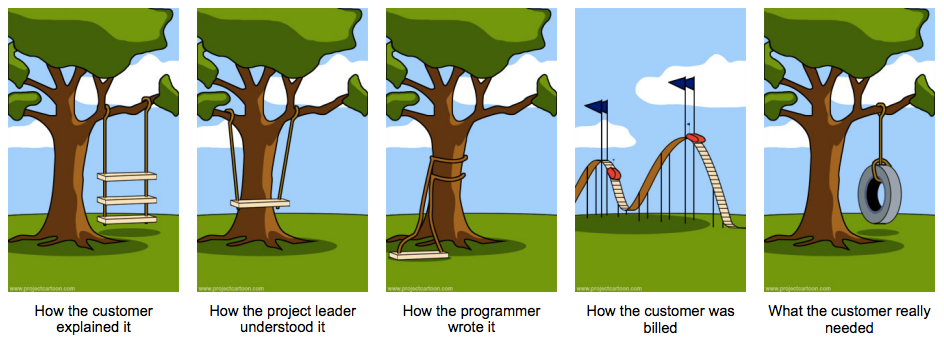 www.projectcartoon.com
www.projectcartoon.com
www.projectcartoon.com
www.projectcartoon.com
www.projectcartoon.com
How the customer
explained it
How the project leader
understood it
How the programmer
wrote it
How the customer was
billed
What the customer really
needed